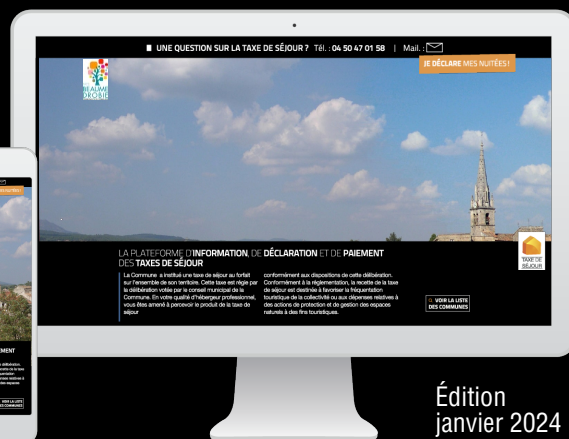 UNE QUESTION SUR LA TAXE DE SÉJOUR ? Tél. : 04 50 47 01 58 | Mail. :
JE DÉCLARE MES NUITÉES !
BEAUME
DROBIE
LA PLATEFORME D'INFORMATION, DE DÉCLARATION ET DE PAIEMENT
DES TAXES DE SÉJOUR
La Commune a institué une taxe de séjour au forfait
sur l'ensemble de son territoire. Cette taxe est régie par
la délibération votée par le conseil municipal de la
Commune. En votre qualité d'hébergeur professionnel,
vous êtes amené à percevoir le produit de la taxe de
séjour
conformément aux dispositions de cette délibération.
Conformément à la réglementation, la recette de la taxe
de séjour est destinée à favoriser la fréquentation
touristique de la collectivité ou aux dépenses relatives à
des actions de protection et de gestion des espaces
naturels à des fins touristiques.
TAXE DE
SÉJOUR
VOIR LA LISTE
DES COMMUNES
EMENT
VOIR LA LISTE
DES COMMUNES
Édition
janvier 2024